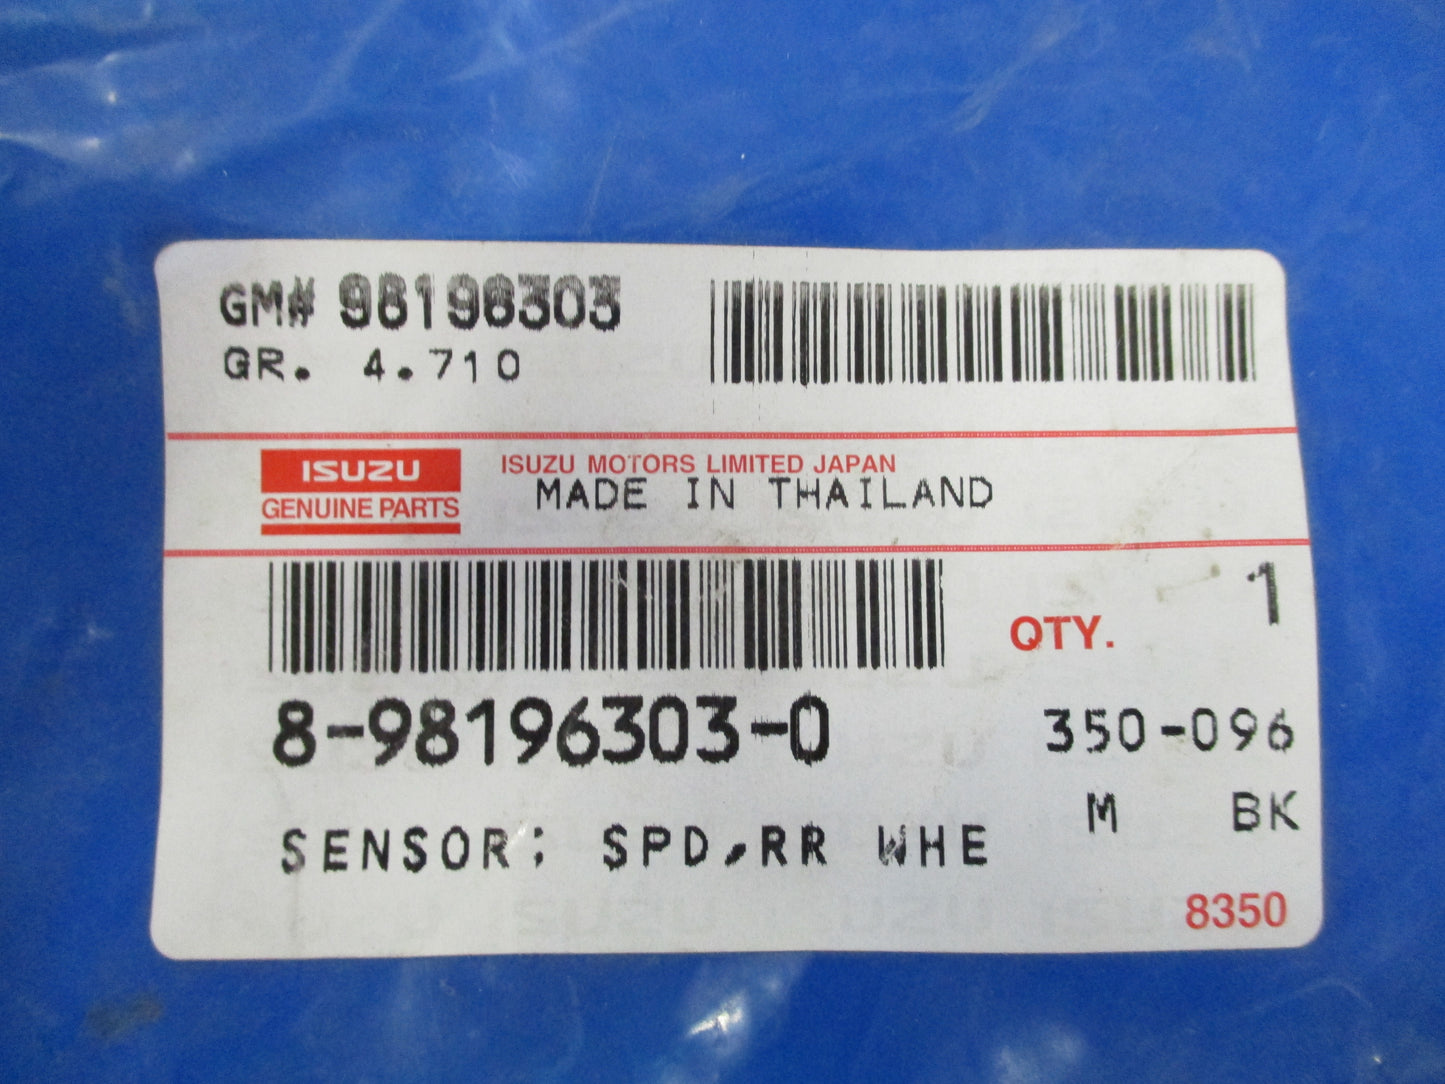 GM# 98196303
GR. 4.710
ISUZU
GENUINE PARTS
ISUZU MOTORS LIMITED JAPAN
MADE IN THAILAND
1
QTY.
8-98196303-0
350-096
M BK
SENSOR; SPD,RR WHE
8350